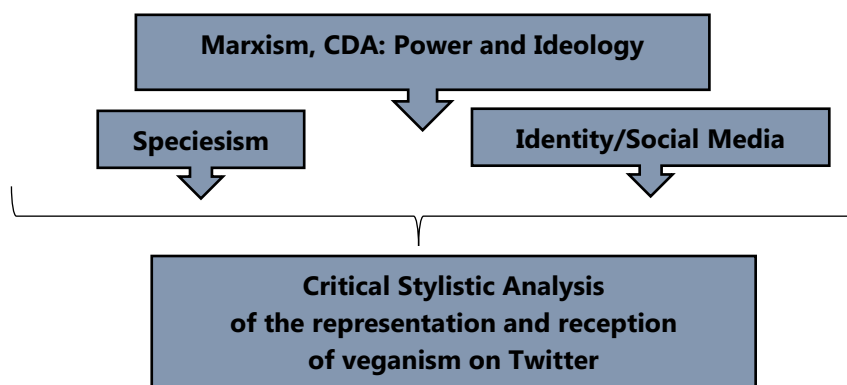 Marxism, CDA: Power and Ideology
Speciesism
Identity/Social Media
Critical Stylistic Analysis
of the representation and reception
of veganism on Twitter